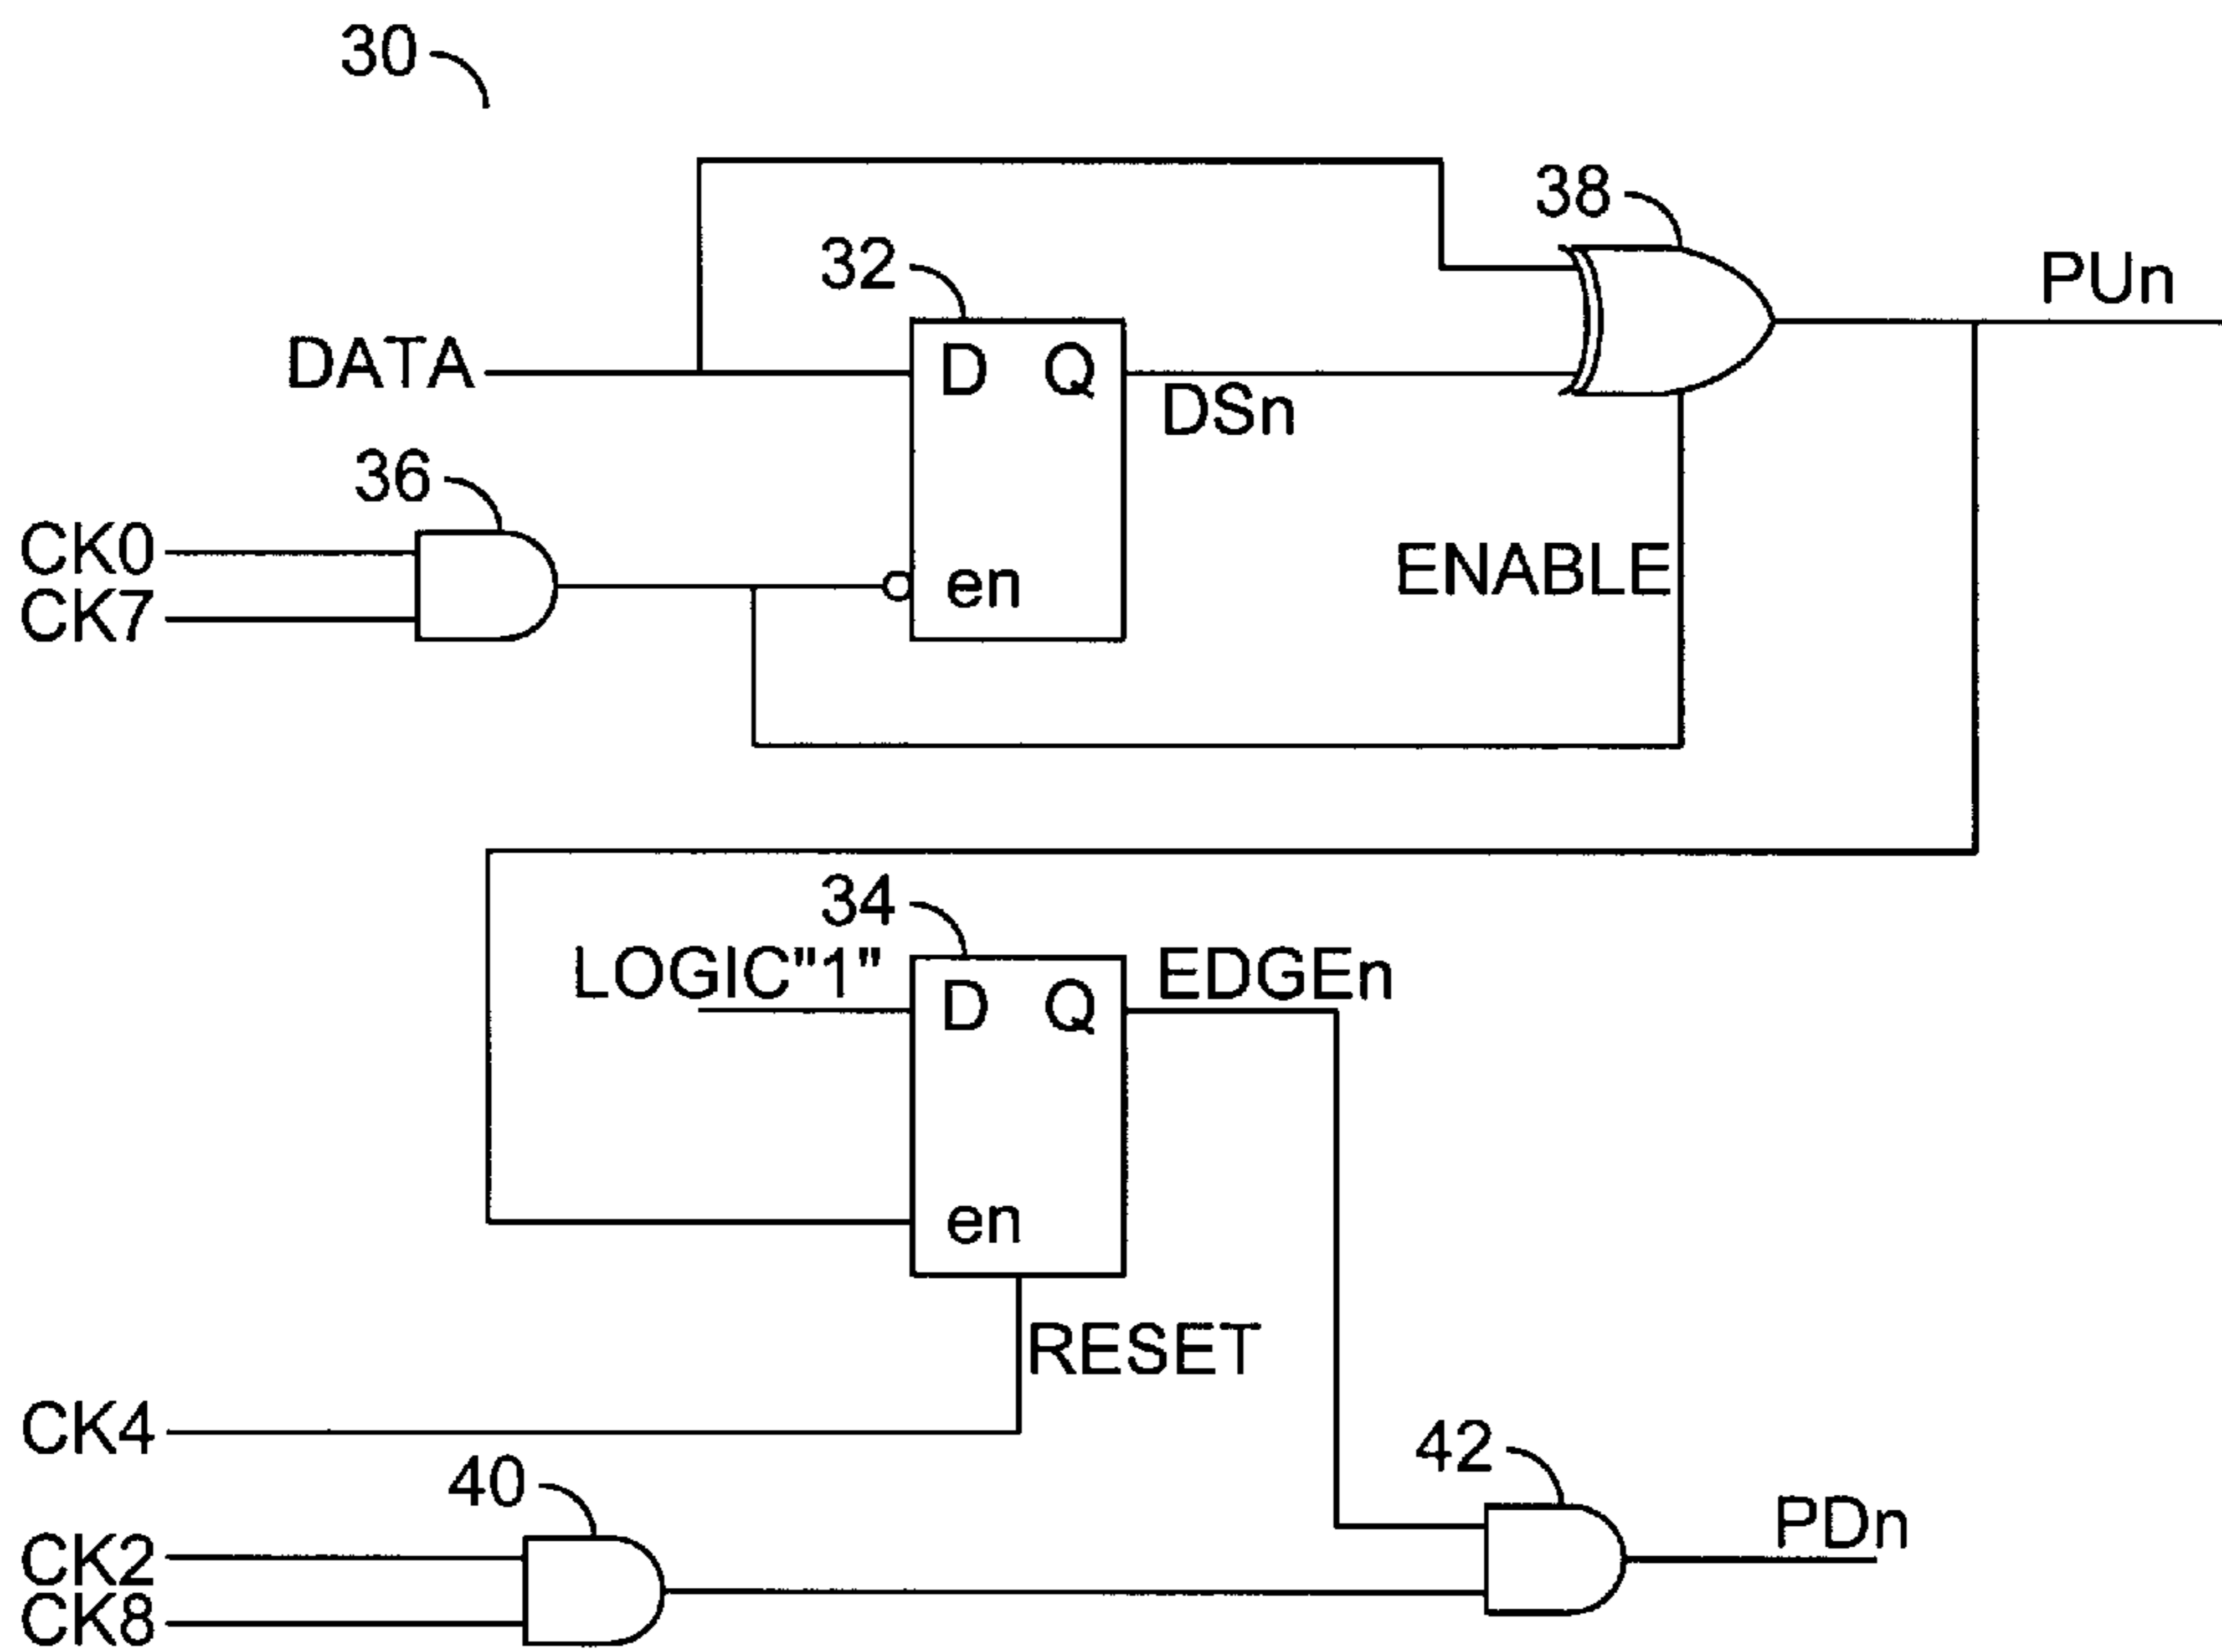 30
38
PUn
32
DATA
D Q
DSn
36
CK0
en
ENABLE
CK7
34
LOGIC"1"
EDGEn
D Q
en
RESET
CK4
42
40
PDn
CK2
CK8